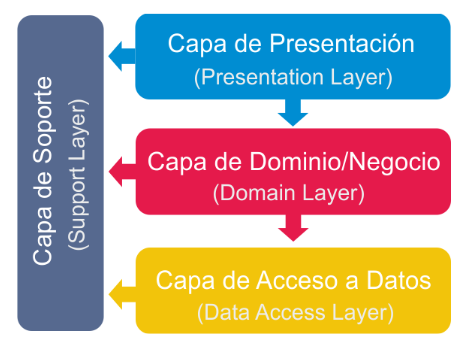 Capa de Soporte
(Support Layer)
Capa de Presentación
(Presentation Layer)
Capa de Dominio/Negocio
(Domain Layer)
Capa de Acceso a Datos
(Data Access Layer)